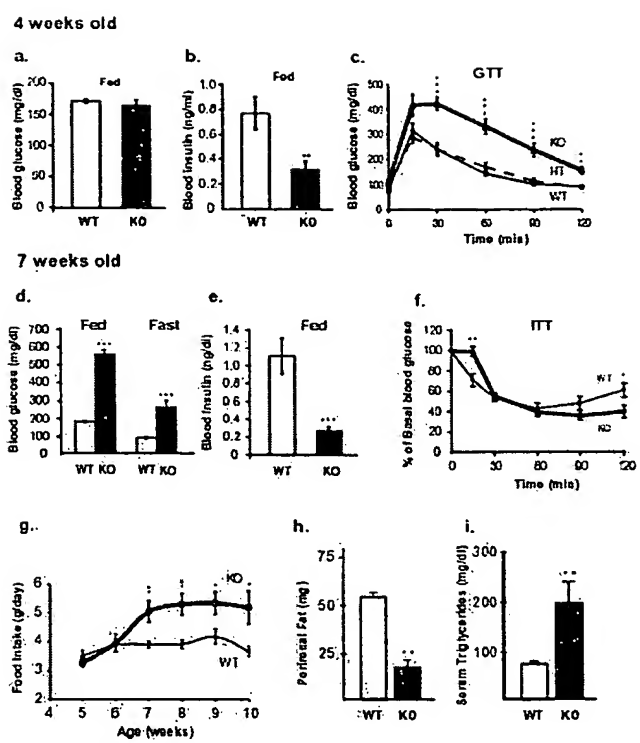 4 weeks old
a.
Fed
Blood glucose (mg/dl)
200
150
100
50
0
WT KO
b.
Fed
Blood Insulin (ng/ml)
1.0
0.8
0.6
0.4
0.2
0
**
WT KO
c.
GTT
Blood glucose (mg/dl)
500
400
300
200
100
0
KO
HT
WT
0 30 60 90 120
Time (min)
7 weeks old
d.
Fed Fast
Blood glucose (mg/dl)
700
600
500
400
300
200
100
0
***
***
WT KO WT KO
e.
Fed
Blood Insulin (ng/dl)
1.4
1.2
1.0
0.8
0.6
0.4
0.2
0
***
WT KO
f.
ITT
% of Basal blood glucose
120
100
80
60
40
20
0
**
*
WT
KO
0 30 60 90 120
Time (min)
g.
Food Intake (g/day)
6
5
4
3
2
KO
WT
4 5 6 7 8 9 10
Age (weeks)
h.
Perirenal Fat (mg)
75
50
25
**
WT KO
i.
Serum Triglycerides (mg/dl)
300
200
100
**
WT KO